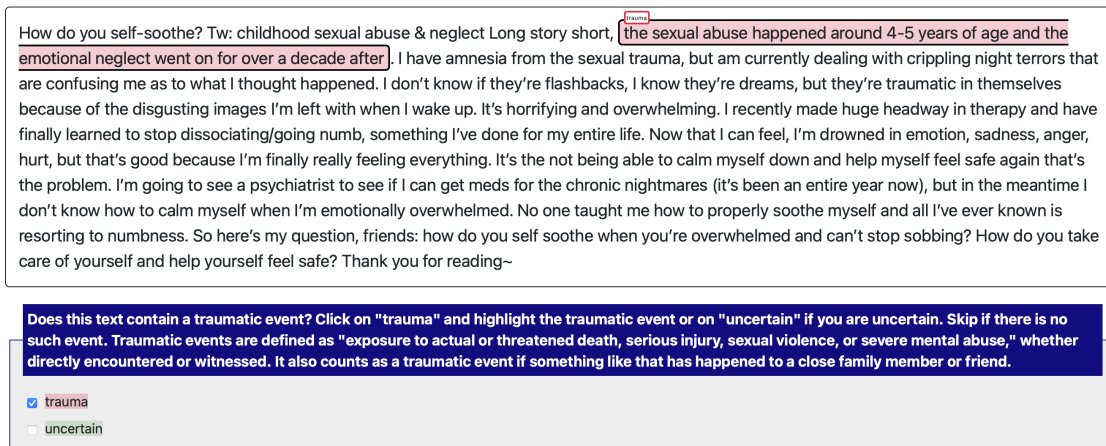 trauma
How do you self-soothe? Tw: childhood sexual abuse & neglect Long story short, the sexual abuse happened around 4-5 years of age and the
emotional neglect went on for over a decade after. I have amnesia from the sexual trauma, but am currently dealing with crippling night terrors that
are confusing me as to what I thought happened. I don't know if they're flashbacks, I know they're dreams, but they're traumatic in themselves
because of the disgusting images I'm left with when I wake up. It's horrifying and overwhelming. I recently made huge headway in therapy and have
finally learned to stop dissociating/going numb, something I've done for my entire life. Now that I can feel, I'm drowned in emotion, sadness, anger,
hurt, but that's good because I'm finally really feeling everything. It's the not being able to calm myself down and help myself feel safe again that's
the problem. I'm going to see a psychiatrist to see if I can get meds for the chronic nightmares (it's been an entire year now), but in the meantime I
don't know how to calm myself when I'm emotionally overwhelmed. No one taught me how to properly soothe myself and all I've ever known is
resorting to numbness. So here's my question, friends: how do you self soothe when you're overwhelmed and can't stop sobbing? How do you take
care of yourself and help yourself feel safe? Thank you for reading~
Does this text contain a traumatic event? Click on "trauma" and highlight the traumatic event or on "uncertain" if you are uncertain. Skip if there is no
such event. Traumatic events are defined as "exposure to actual or threatened death, serious injury, sexual violence, or severe mental abuse," whether
directly encountered or witnessed. It also counts as a traumatic event if something like that has happened to a close family member or friend.
trauma
uncertain